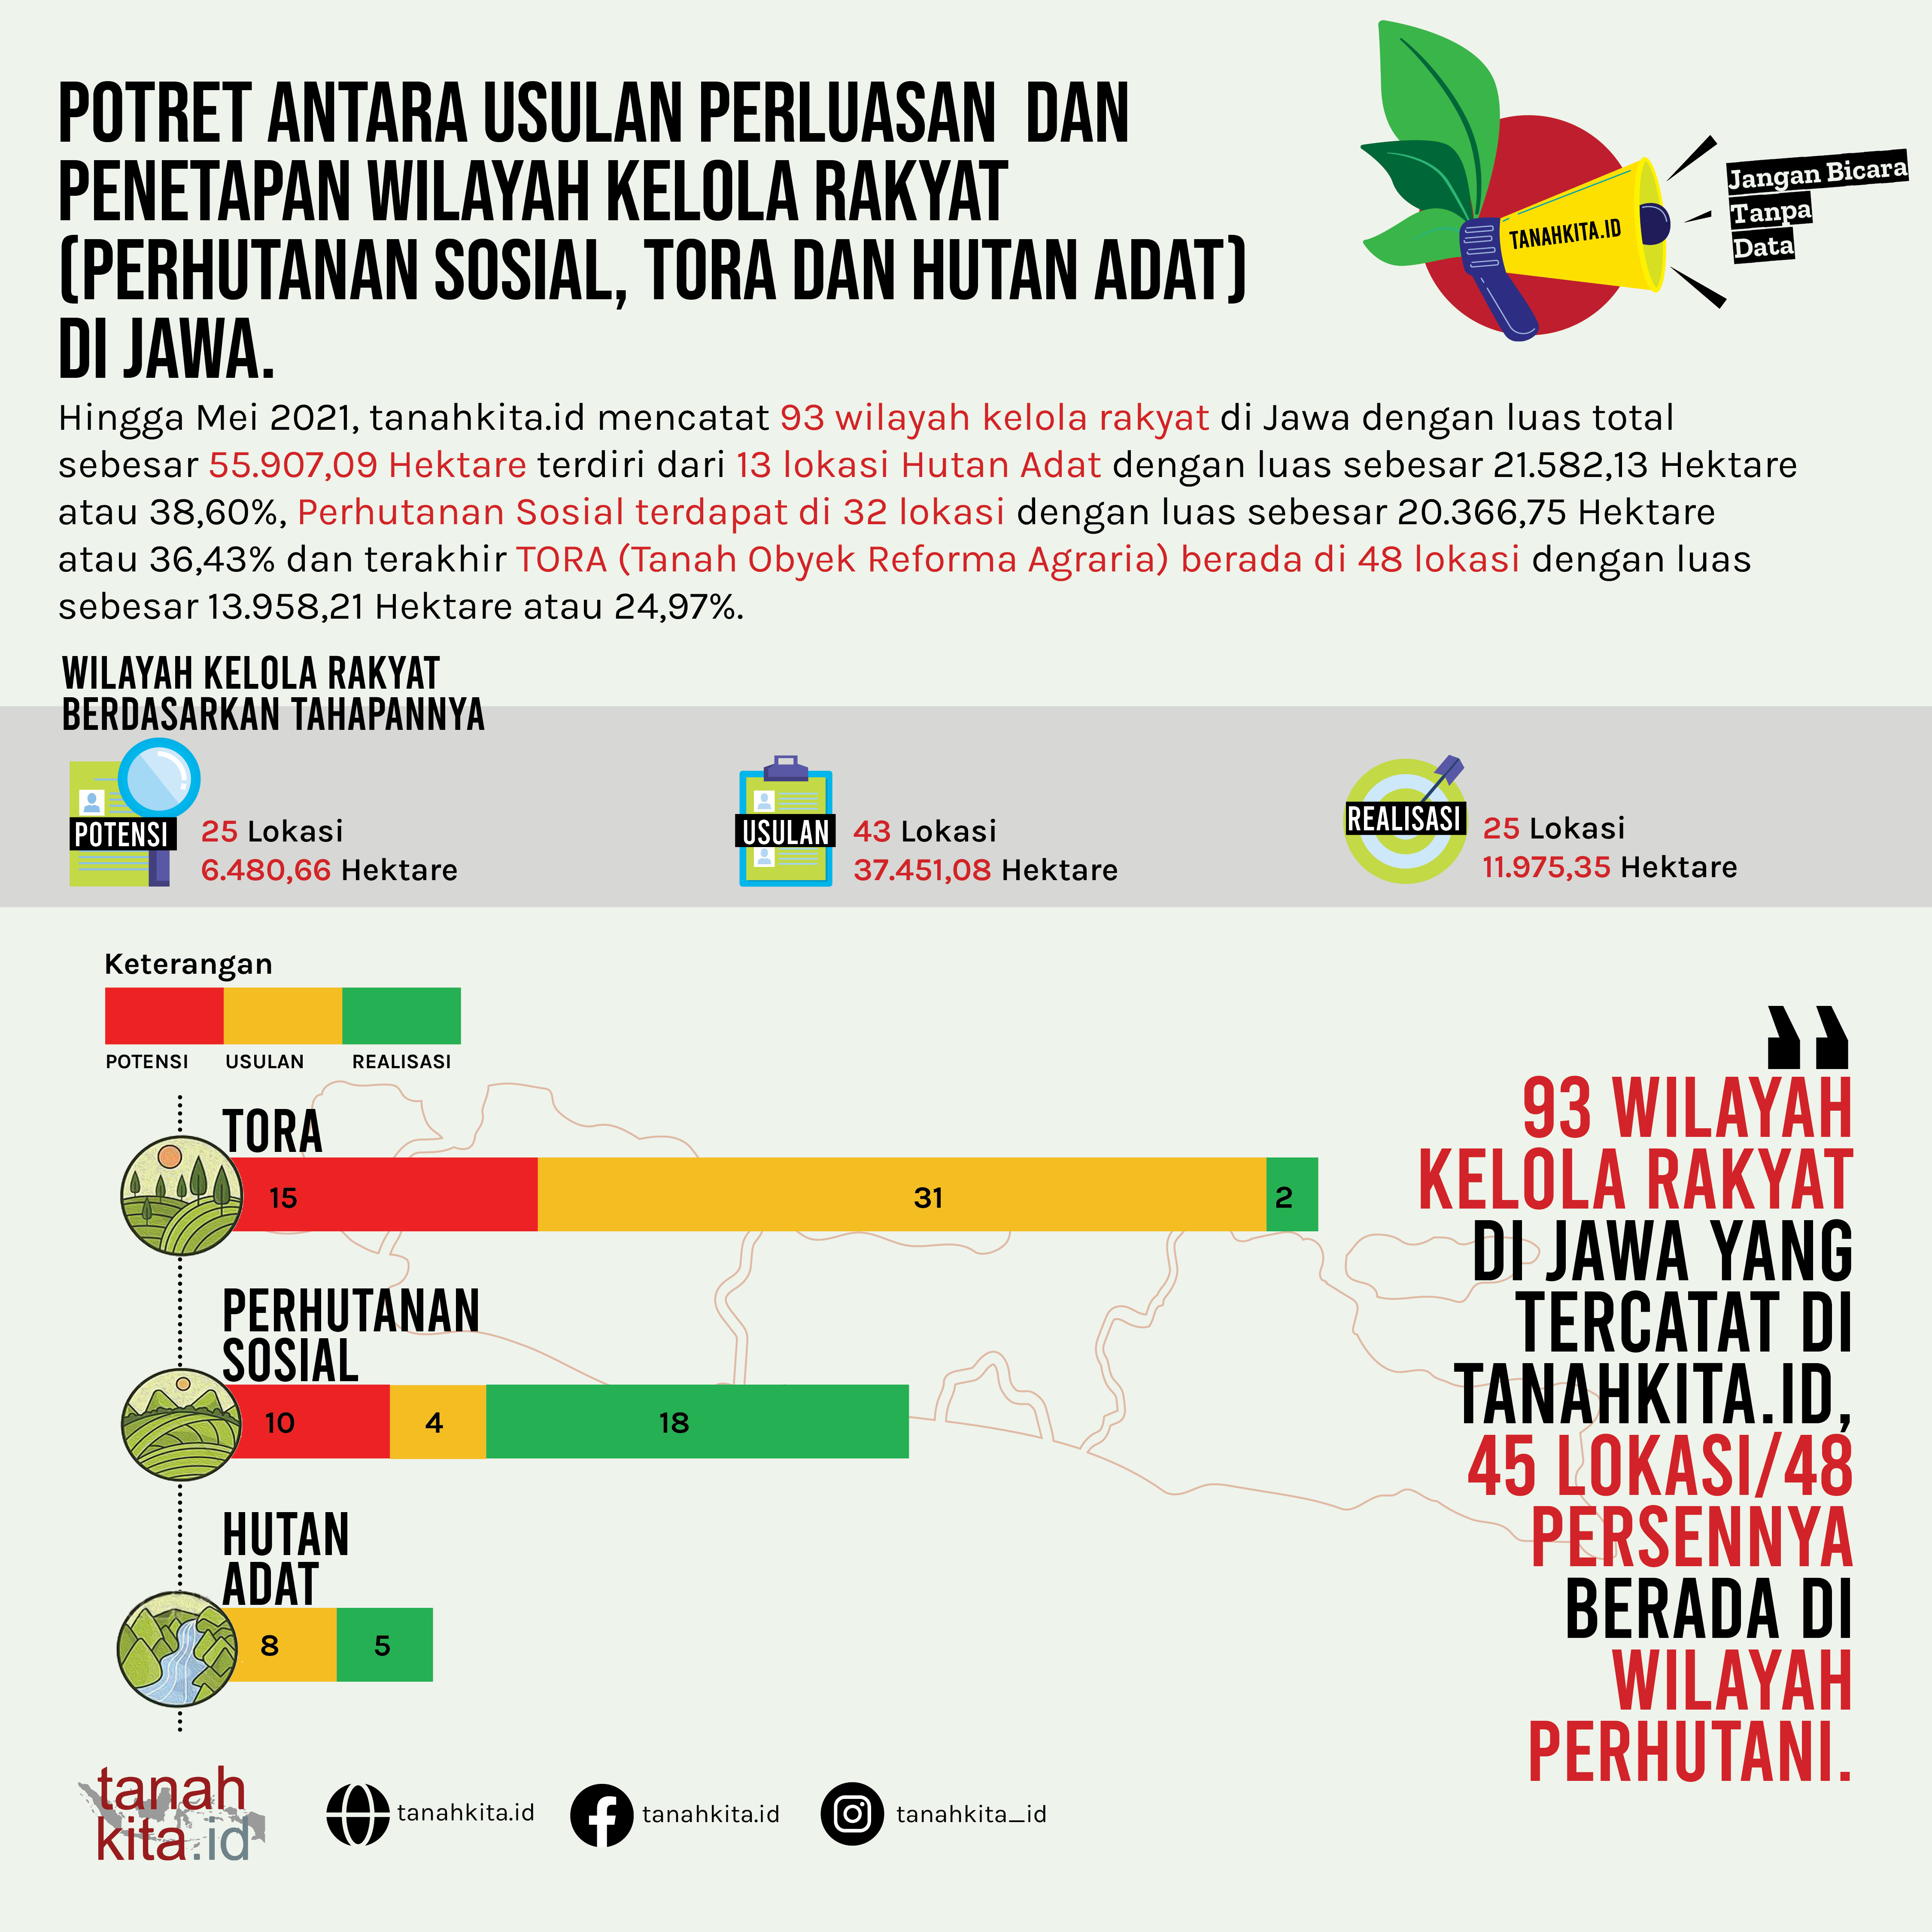 POTRET ANTARA USULAN PERLUASAN DAN
PENETAPAN WILAYAH KELOLA RAKYAT
(PERHUTANAN SOSIAL, TORA DAN HUTAN ADAT)
DI JAWA.
TANAHKITA.ID
Jangan Bicara
Tanpa
Data
Hingga Mei 2021, tanahkita.id mencatat 93 wilayah kelola rakyat di Jawa dengan luas total
sebesar 55.907,09 Hektare terdiri dari 13 lokasi Hutan Adat dengan luas sebesar 21.582,13 Hektare
atau 38,60%, Perhutanan Sosial terdapat di 32 lokasi dengan luas sebesar 20.366,75 Hektare
atau 36,43% dan terakhir TORA (Tanah Obyek Reforma Agraria) berada di 48 lokasi dengan luas
sebesar 13.958,21 Hektare atau 24,97%.
WILAYAH KELOLA RAKYAT
BERDASARKAN TAHAPANNYA
POTENSI
25 Lokasi
6.480,66 Hektare
USULAN
43 Lokasi
37.451,08 Hektare
REALISASI
25 Lokasi
11.975,35 Hektare
Keterangan
POTENSI USULAN REALISASI
TORA
15 31 2
PERHUTANAN
SOSIAL
10 4 18
HUTAN
ADAT
8 5
❝
93 WILAYAH
KELOLA RAKYAT
DI JAWA YANG
TERCATAT DI
TANAHKITA.ID,
45 LOKASI/48
PERSENNYA
BERADA DI
WILAYAH
PERHUTANI.
tanah
kita.id
tanahkita.id
tanahkita.id
tanahkita_id